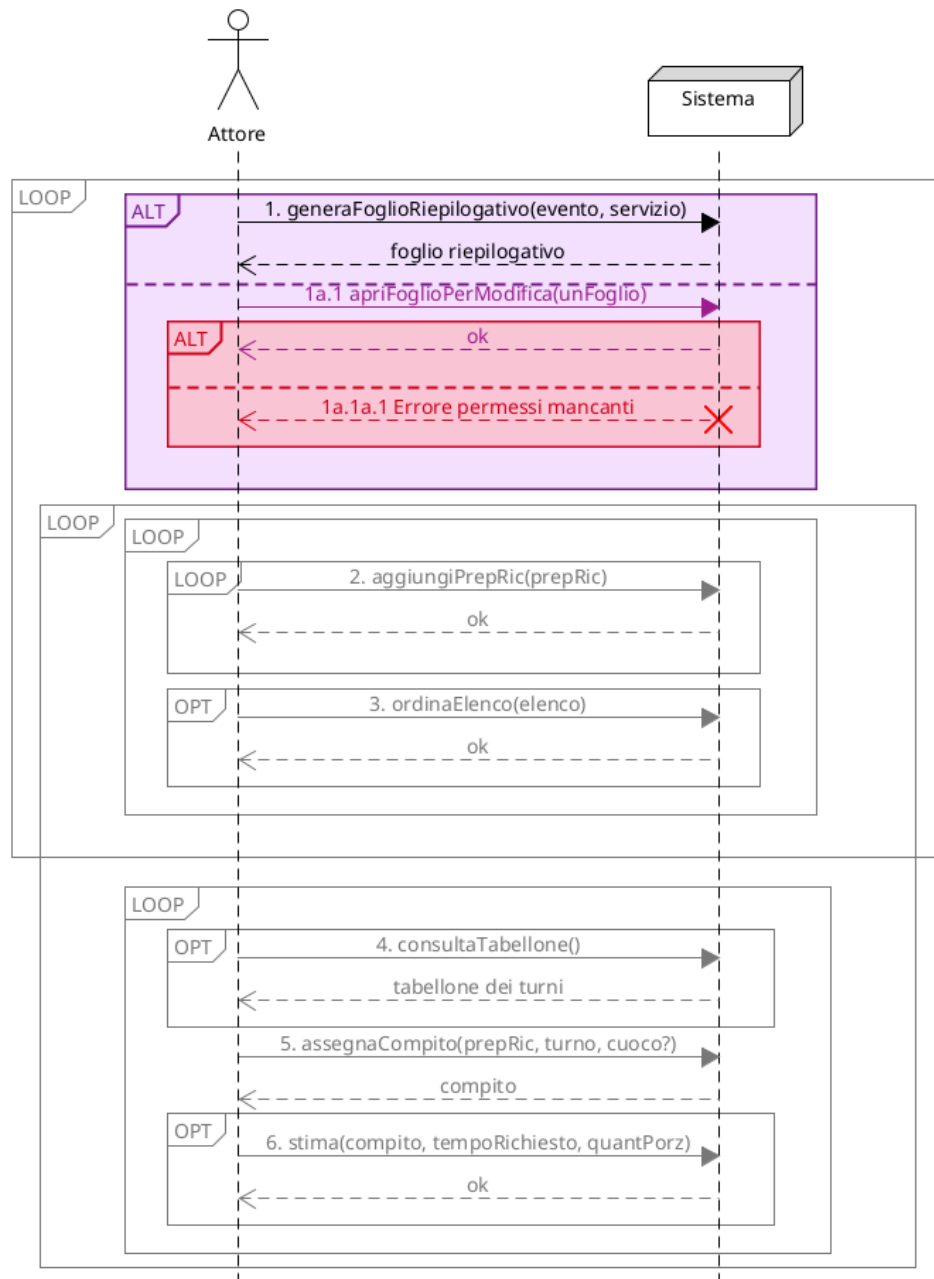 Attore
Sistema
LOOP
ALT
1. generaFoglioRiepilogativo(evento, servizio)
foglio riepilogativo
1a.1 apriFoglioPerModifica(unFoglio)
ALT
ok
1a.1a.1 Errore permessi mancanti
LOOP
LOOP
LOOP
2. aggiungiPrepRic(prepRic)
ok
OPT
3. ordinaElenco(elenco)
ok
LOOP
OPT
4. consultaTabellone()
tabellone dei turni
5. assegnaCompito(prepRic, turno, cuoco?)
compito
OPT
6. stima(compito, tempoRichiesto, quantPorz)
ok